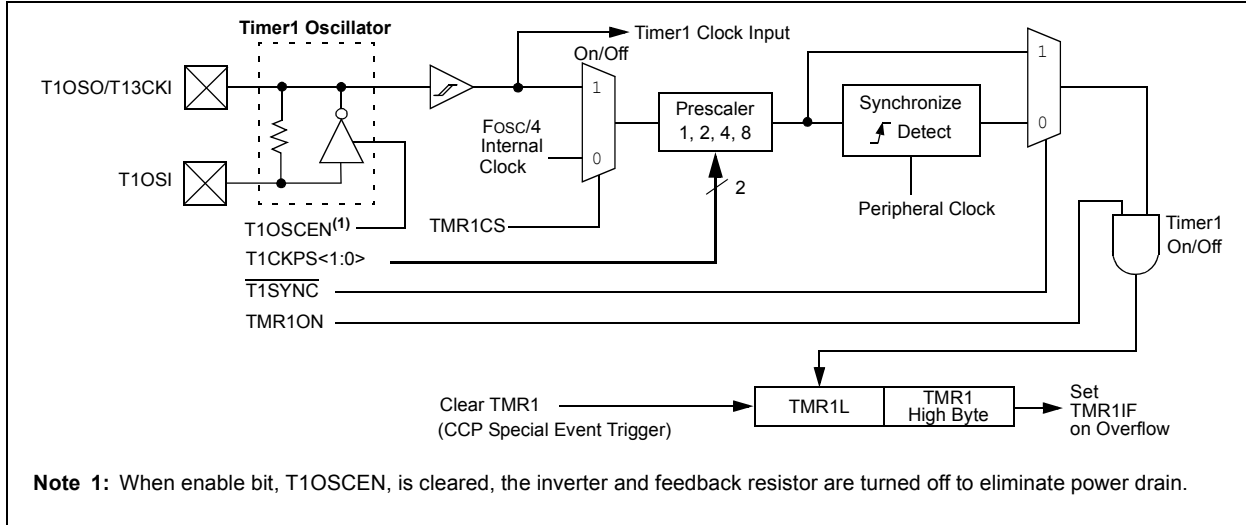 Timer1 Oscillator
T1OSO/T13CKI
T1OSI
T1OSCEN(1)
Timer1 Clock Input
On/Off
1
0
FOSC/4
Internal
Clock
TMR1CS
T1CKPS<1:0>
T1SYNC
TMR1ON
Prescaler
1, 2, 4, 8
2
Synchronize
Detect
Peripheral Clock
1
0
Timer1
On/Off
Clear TMR1
(CCP Special Event Trigger)
TMR1L
TMR1
High Byte
Set
TMR1IF
on Overflow
Note 1: When enable bit, T1OSCEN, is cleared, the inverter and feedback resistor are turned off to eliminate power drain.